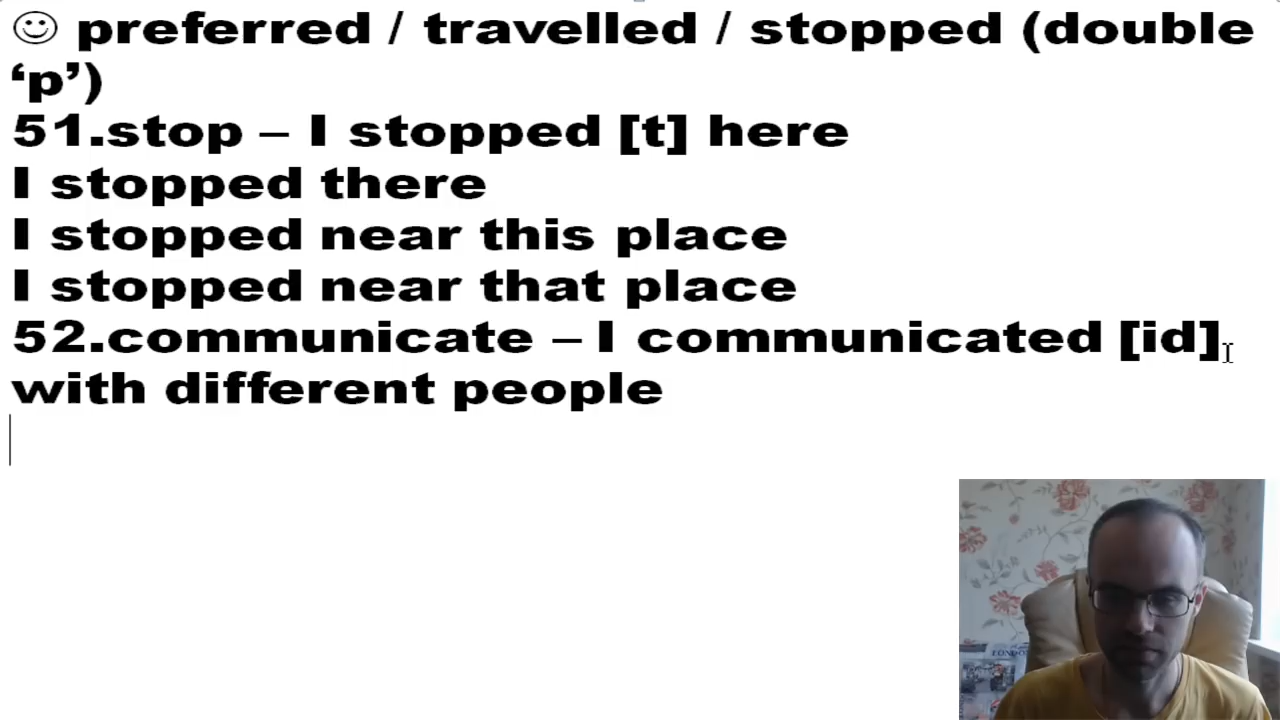 ☺ preferred / travelled / stopped (double
‘p’)
51.stop – I stopped [t] here
I stopped there
I stopped near this place
I stopped near that place
52.communicate – I communicated [id]
with different people
LONDON